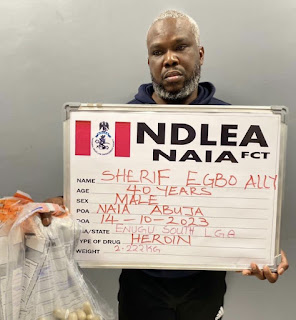 NDLEA
NAIA FCT
NAME SHERIF EGBO ALLY
AGE 40 YEARS
SEX MALE
POA NAIA ABUJA
DOA 14-10-2023
LGA/STATE ENUGU SOUTH LGA
TYPE OF DRUG HEROIN
WEIGHT 2.222KG